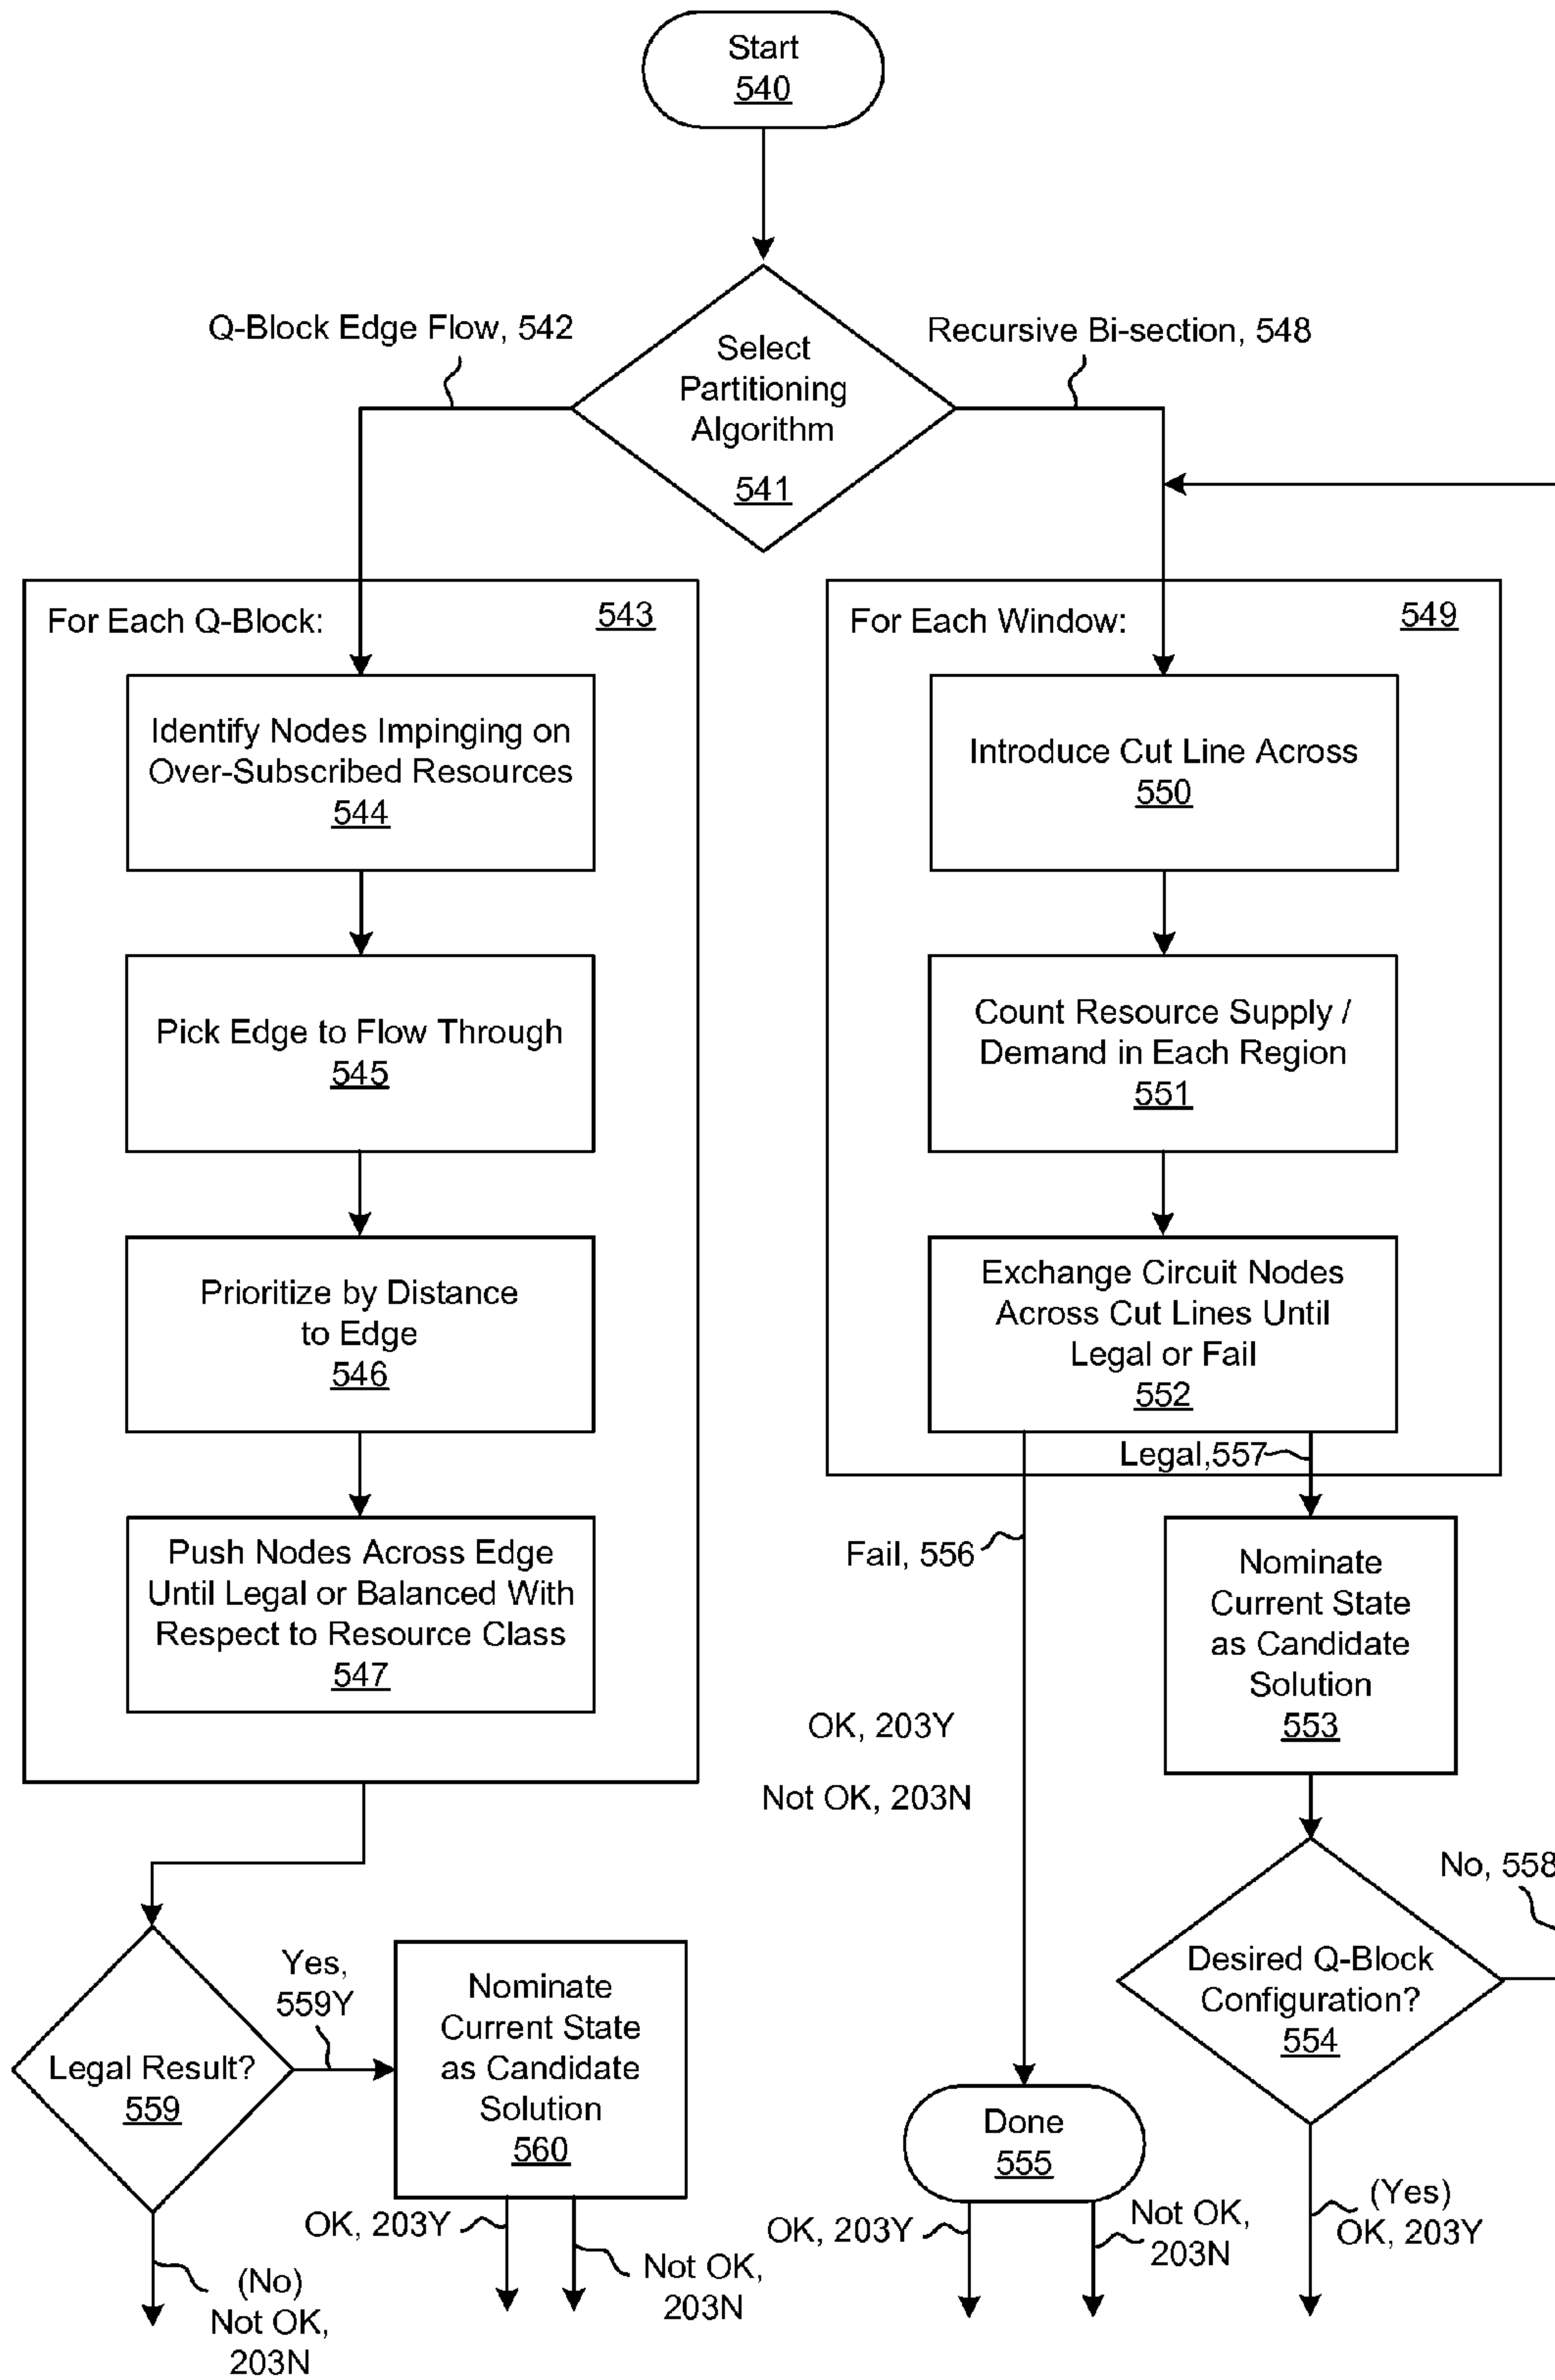 Start
540
Q-Block Edge Flow, 542
Recursive Bi-section, 548
Select
Partitioning
Algorithm
541
For Each Q-Block:
543
Identify Nodes Impinging on
Over-Subscribed Resources
544
Pick Edge to Flow Through
545
Prioritize by Distance
to Edge
546
Push Nodes Across Edge
Until Legal or Balanced With
Respect to Resource Class
547
For Each Window:
549
Introduce Cut Line Across
550
Count Resource Supply /
Demand in Each Region
551
Exchange Circuit Nodes
Across Cut Lines Until
Legal or Fail
552
Legal,557
Fail, 556
Nominate
Current State
as Candidate
Solution
553
OK, 203Y
Not OK, 203N
No, 558
Desired Q-Block
Configuration?
554
Yes,
559Y
Legal Result?
559
Nominate
Current State
as Candidate
Solution
560
Done
555
OK, 203Y
Not OK,
203N
(No)
Not OK,
203N
OK, 203Y
Not OK,
203N
(Yes)
OK, 203Y